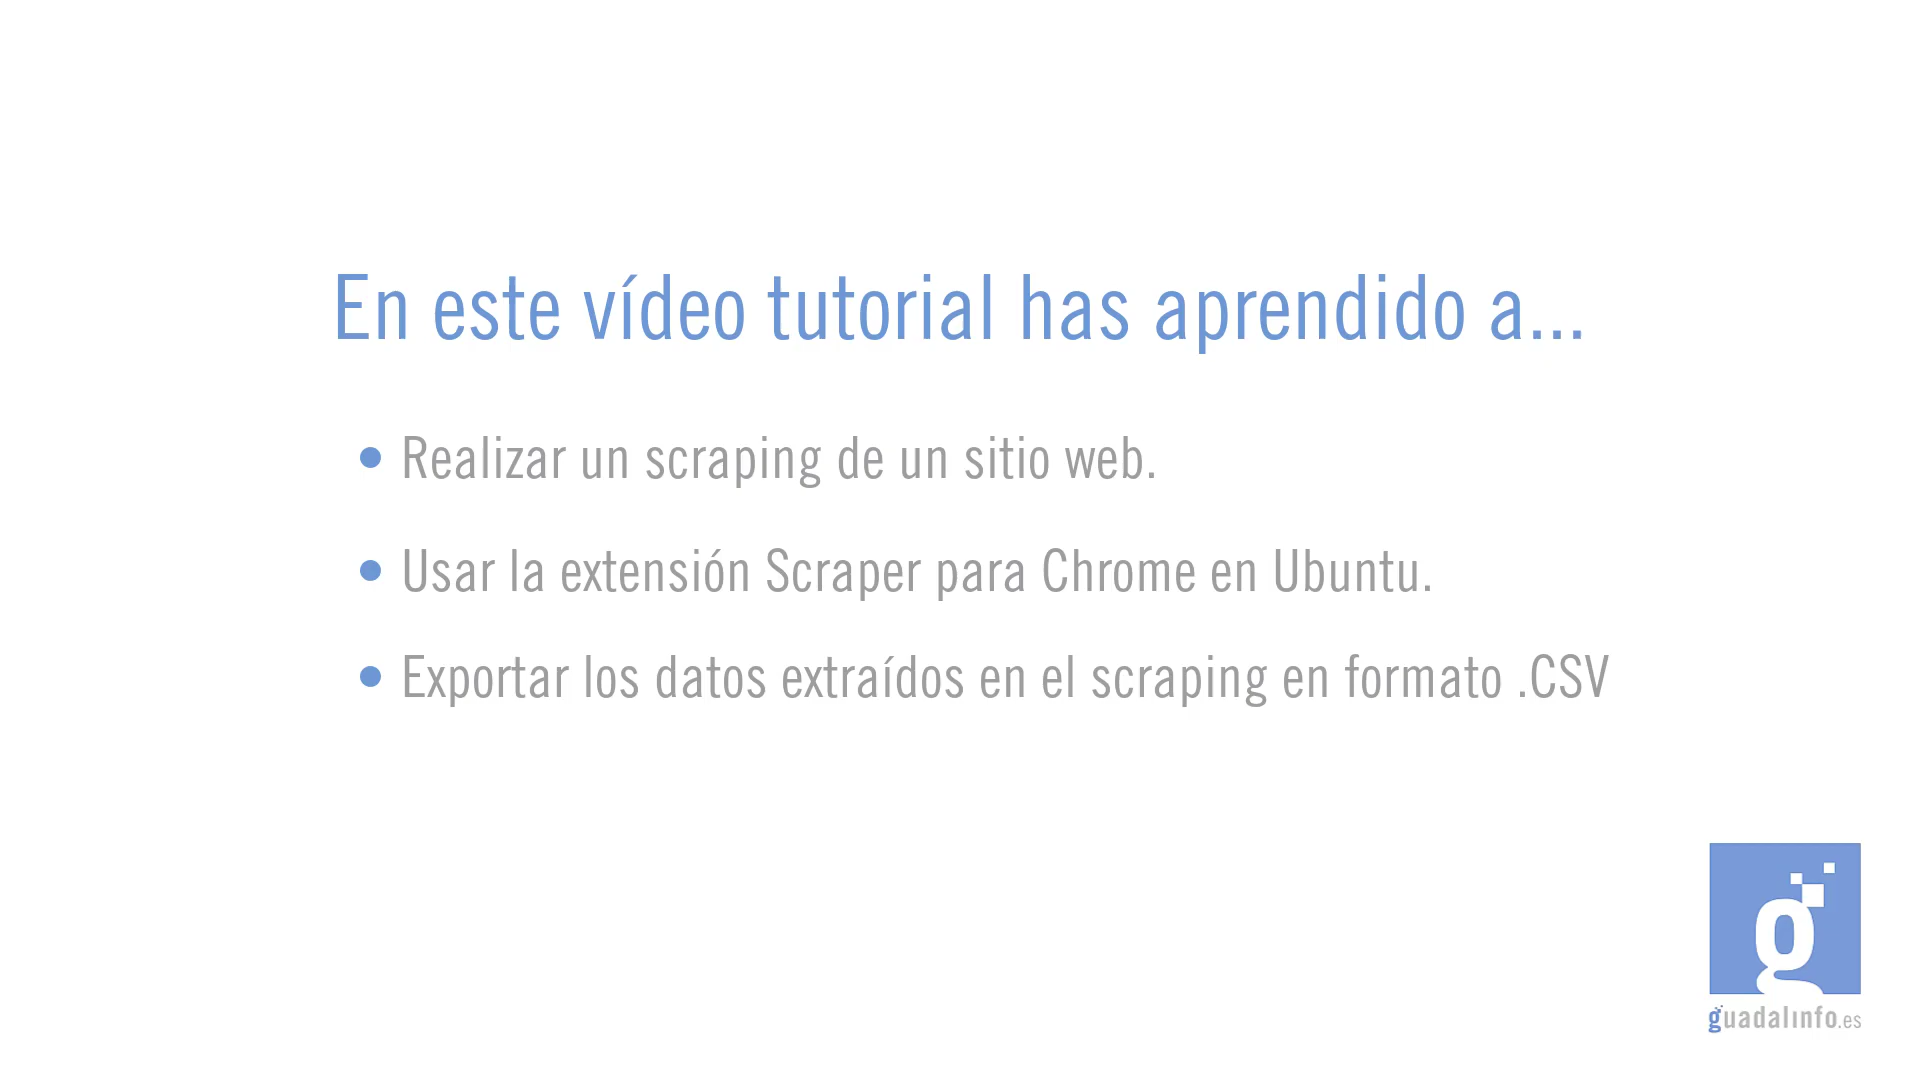 En este vídeo tutorial has aprendido a...
• Realizar un scraping de un sitio web.
• Usar la extensión Scraper para Chrome en Ubuntu.
• Exportar los datos extraídos en el scraping en formato .CSV
g
guadalinfo.es